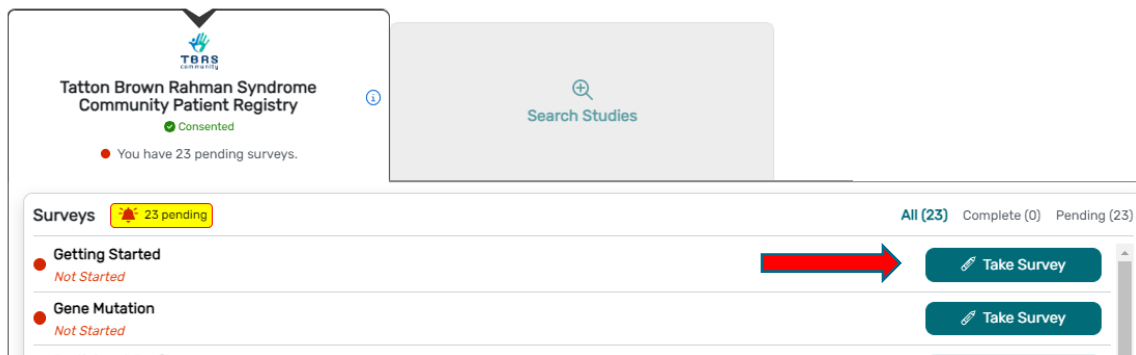 TBRS
community
Tatton Brown Rahman Syndrome
Community Patient Registry
Consented
You have 23 pending surveys.
Search Studies
Surveys 23 pending All (23) Complete (0) Pending (23)
Getting Started
Not Started
Take Survey
Gene Mutation
Not Started
Take Survey